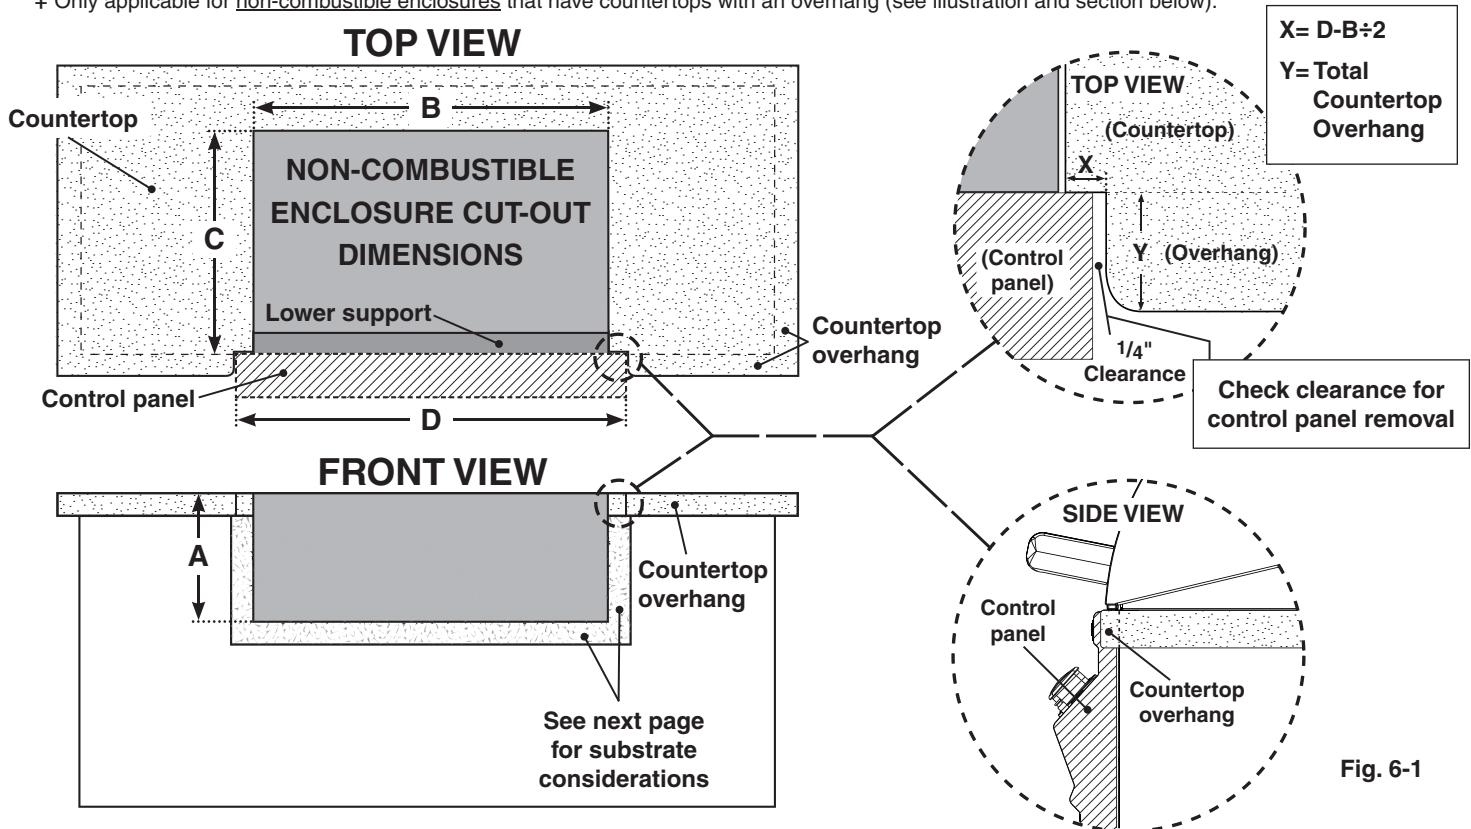 ‡ Only applicable for non-combustible enclosures that have countertops with an overhang (see illustration and section below).
TOP VIEW
Countertop
B
C
NON-COMBUSTIBLE
ENCLOSURE CUT-OUT
DIMENSIONS
Lower support
Control panel
D
Countertop
overhang
X= D-B÷2
Y= Total
Countertop
Overhang
TOP VIEW
(Countertop)
X
(Control
panel)
Y (Overhang)
1/4"
Clearance
Check clearance for
control panel removal
FRONT VIEW
A
Countertop
overhang
See next page
for substrate
considerations
SIDE VIEW
Control
panel
Countertop
overhang
Fig. 6-1